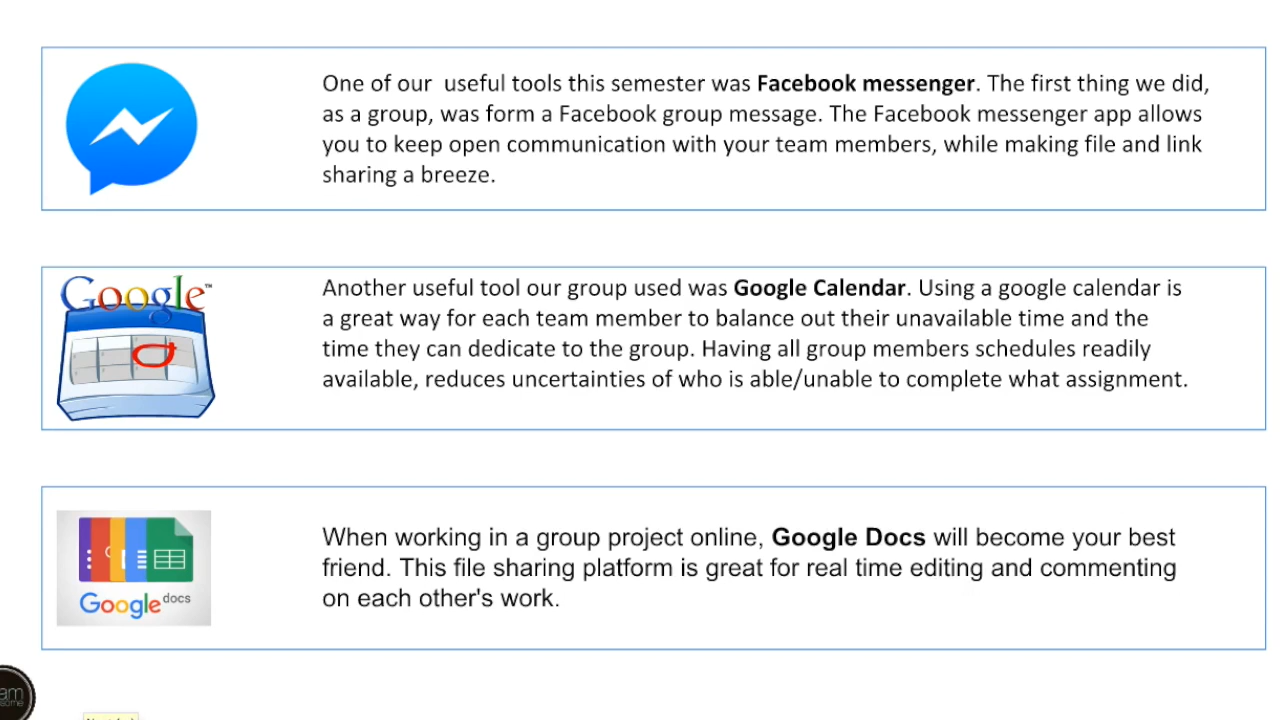 One of our  useful tools this semester was Facebook messenger. The first thing we did,
as a group, was form a Facebook group message. The Facebook messenger app allows
you to keep open communication with your team members, while making file and link
sharing a breeze.
Google™
Another useful tool our group used was Google Calendar. Using a google calendar is
a great way for each team member to balance out their unavailable time and the
time they can dedicate to the group. Having all group members schedules readily
available, reduces uncertainties of who is able/unable to complete what assignment.
Google docs
When working in a group project online, Google Docs will become your best
friend. This file sharing platform is great for real time editing and commenting
on each other's work.
am
some